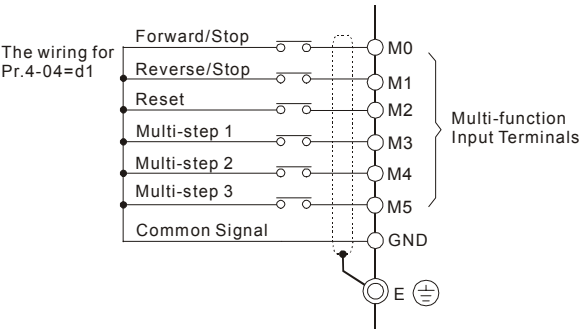 The wiring for
Pr.4-04=d1
Forward/Stop
M0
Reverse/Stop
M1
Reset
M2
Multi-step 1
M3
Multi-step 2
M4
Multi-step 3
M5
Common Signal
GND
E
Multi-function
Input Terminals